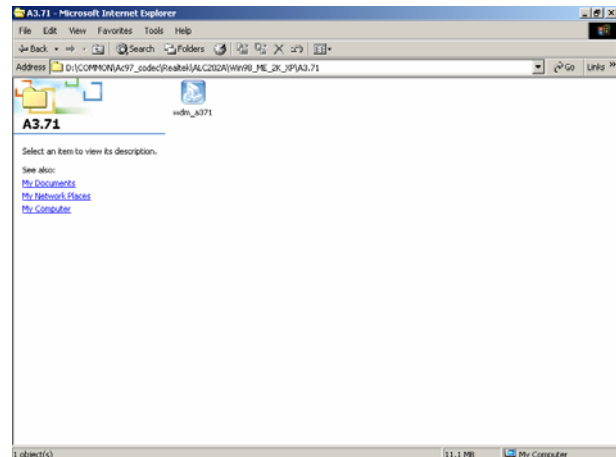 A3.71 - Microsoft Internet Explorer
File Edit View Favorites Tools Help
Back Search Folders
Address D:\COMMON\Ac97_codec\Realtek\ALC202A\Win98_ME_2K_XP\A3.71 Go Links »
wdm_a371
A3.71
Select an item to view its description.
See also:
My Documents
My Network Places
My Computer
1 object(s) 11.1 MB My Computer